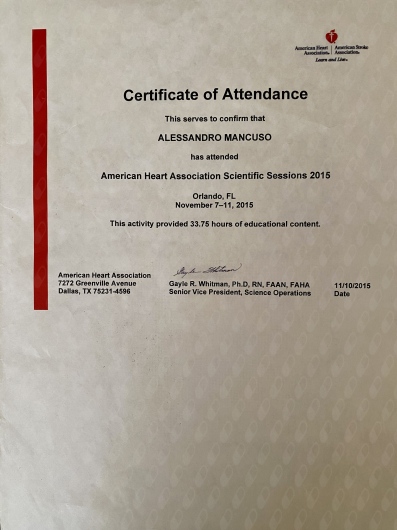 American Heart Association®
American Stroke Association®
Learn and Live®
Certificate of Attendance
This serves to confirm that
ALESSANDRO MANCUSO
has attended
American Heart Association Scientific Sessions 2015
Orlando, FL
November 7–11, 2015
This activity provided 33.75 hours of educational content.
American Heart Association
7272 Greenville Avenue
Dallas, TX 75231-4596
Gayle R. Whitman, Ph.D, RN, FAAN, FAHA
Senior Vice President, Science Operations
11/10/2015
Date